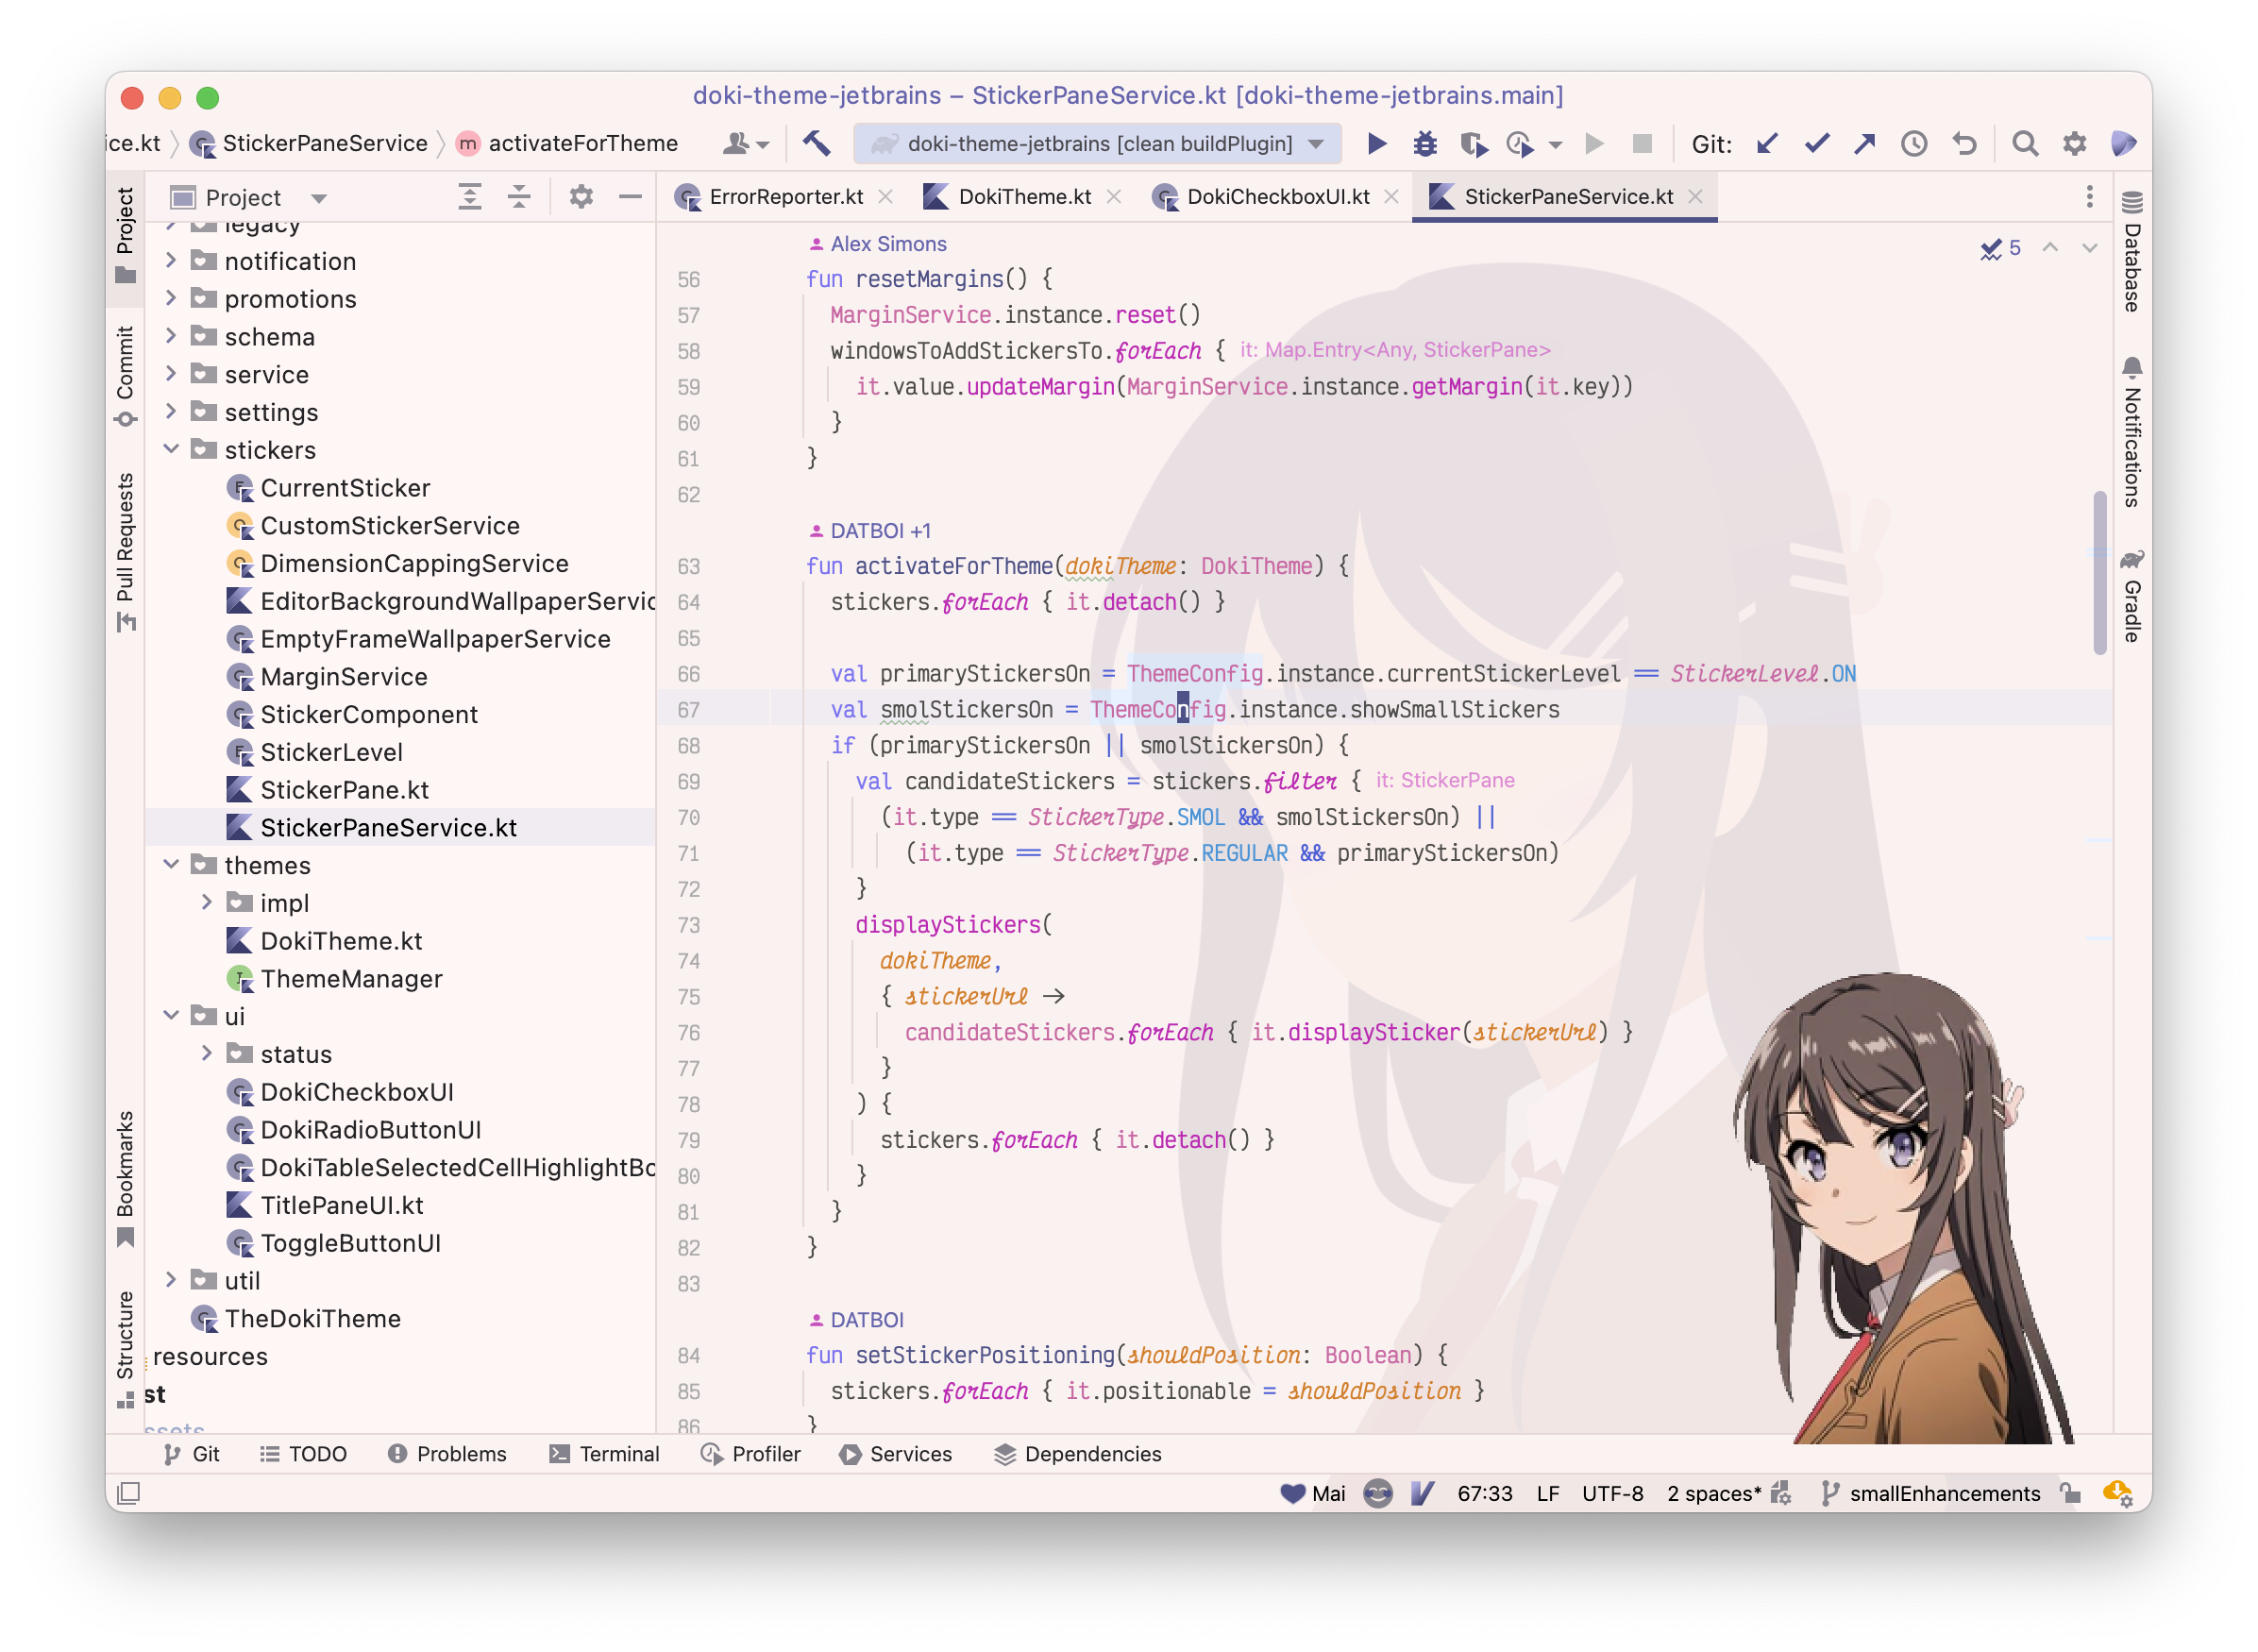 doki-theme-jetbrains – StickerPaneService.kt [doki-theme-jetbrains.main]
ice.kt StickerPaneService m activateForTheme doki-theme-jetbrains [clean buildPlugin] Git:
Project
ErrorReporter.kt DokiTheme.kt DokiCheckboxUI.kt StickerPaneService.kt
Project
Commit
Pull Requests
Bookmarks
Structure
legacy
notification
promotions
schema
service
settings
stickers
CurrentSticker
CustomStickerService
DimensionCappingService
EditorBackgroundWallpaperServic
EmptyFrameWallpaperService
MarginService
StickerComponent
StickerLevel
StickerPane.kt
StickerPaneService.kt
themes
impl
DokiTheme.kt
ThemeManager
ui
status
DokiCheckboxUI
DokiRadioButtonUI
DokiTableSelectedCellHighlightBo
TitlePaneUI.kt
ToggleButtonUI
util
TheDokiTheme
resources
st
ssets
Alex Simons
5
56 fun resetMargins() {
57 MarginService.instance.reset()
58 windowsToAddStickersTo.forEach { it: Map.Entry<Any, StickerPane>
59 it.value.updateMargin(MarginService.instance.getMargin(it.key))
60 }
61 }
62
DATBOI +1
63 fun activateForTheme(dokiTheme: DokiTheme) {
64 stickers.forEach { it.detach() }
65
66 val primaryStickersOn = ThemeConfig.instance.currentStickerLevel == StickerLevel.ON
67 val smolStickersOn = ThemeConfig.instance.showSmallStickers
68 if (primaryStickersOn || smolStickersOn) {
69 val candidateStickers = stickers.filter { it: StickerPane
70 (it.type == StickerType.SMOL && smolStickersOn) ||
71 (it.type == StickerType.REGULAR && primaryStickersOn)
72 }
73 displayStickers(
74 dokiTheme,
75 { stickerUrl →
76 candidateStickers.forEach { it.displaySticker(stickerUrl) }
77 }
78 ) {
79 stickers.forEach { it.detach() }
80 }
81 }
82 }
83
DATBOI
84 fun setStickerPositioning(shouldPosition: Boolean) {
85 stickers.forEach { it.positionable = shouldPosition }
86 }
Database
Notifications
Gradle
Git TODO Problems Terminal Profiler Services Dependencies
Mai 67:33 LF UTF-8 2 spaces* smallEnhancements